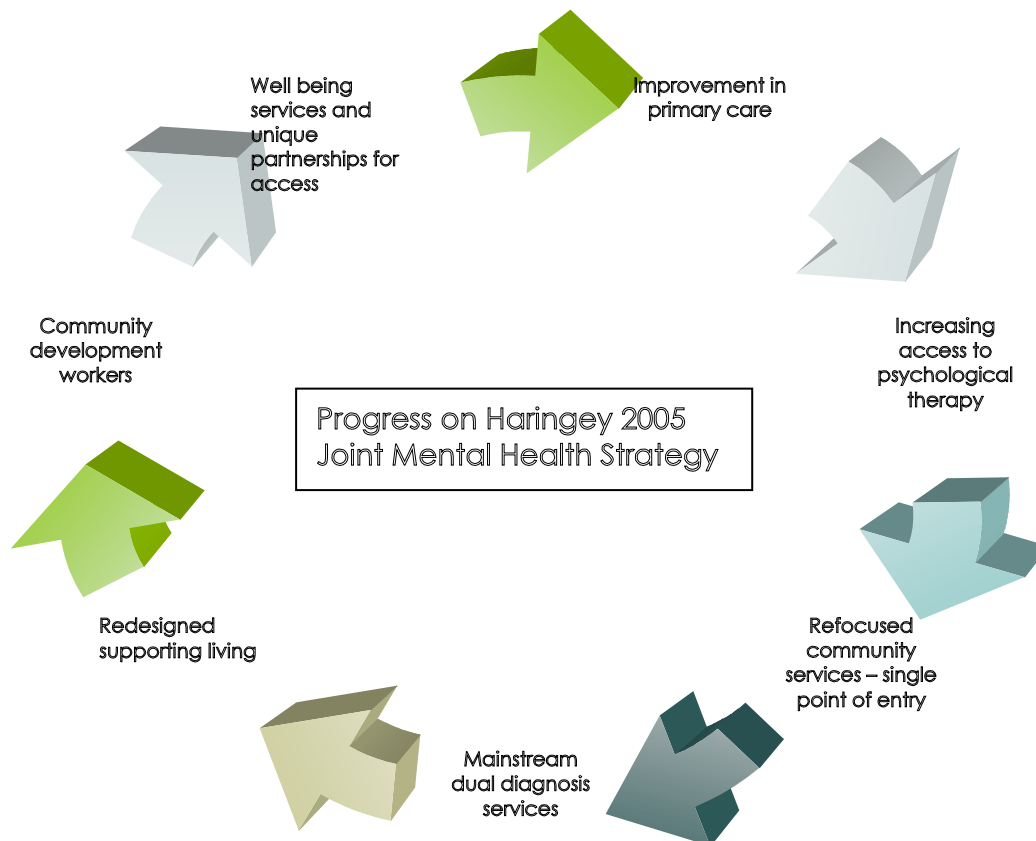 Well being
services and
unique
partnerships for
access
Improvement in
primary care
Community
development
workers
Increasing
access to
psychological
therapy
Progress on Haringey 2005
Joint Mental Health Strategy
Redesigned
supporting living
Refocused
community
services – single
point of entry
Mainstream
dual diagnosis
services